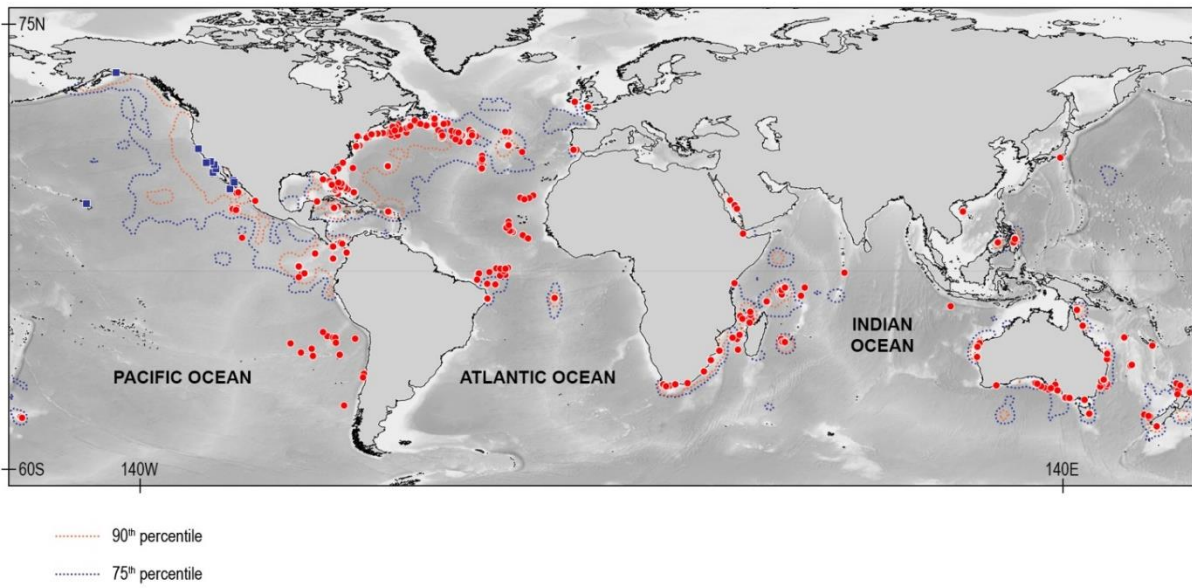 75N
INDIAN
OCEAN
PACIFIC OCEAN
ATLANTIC OCEAN
60S
140W
140E
90th percentile
75th percentile